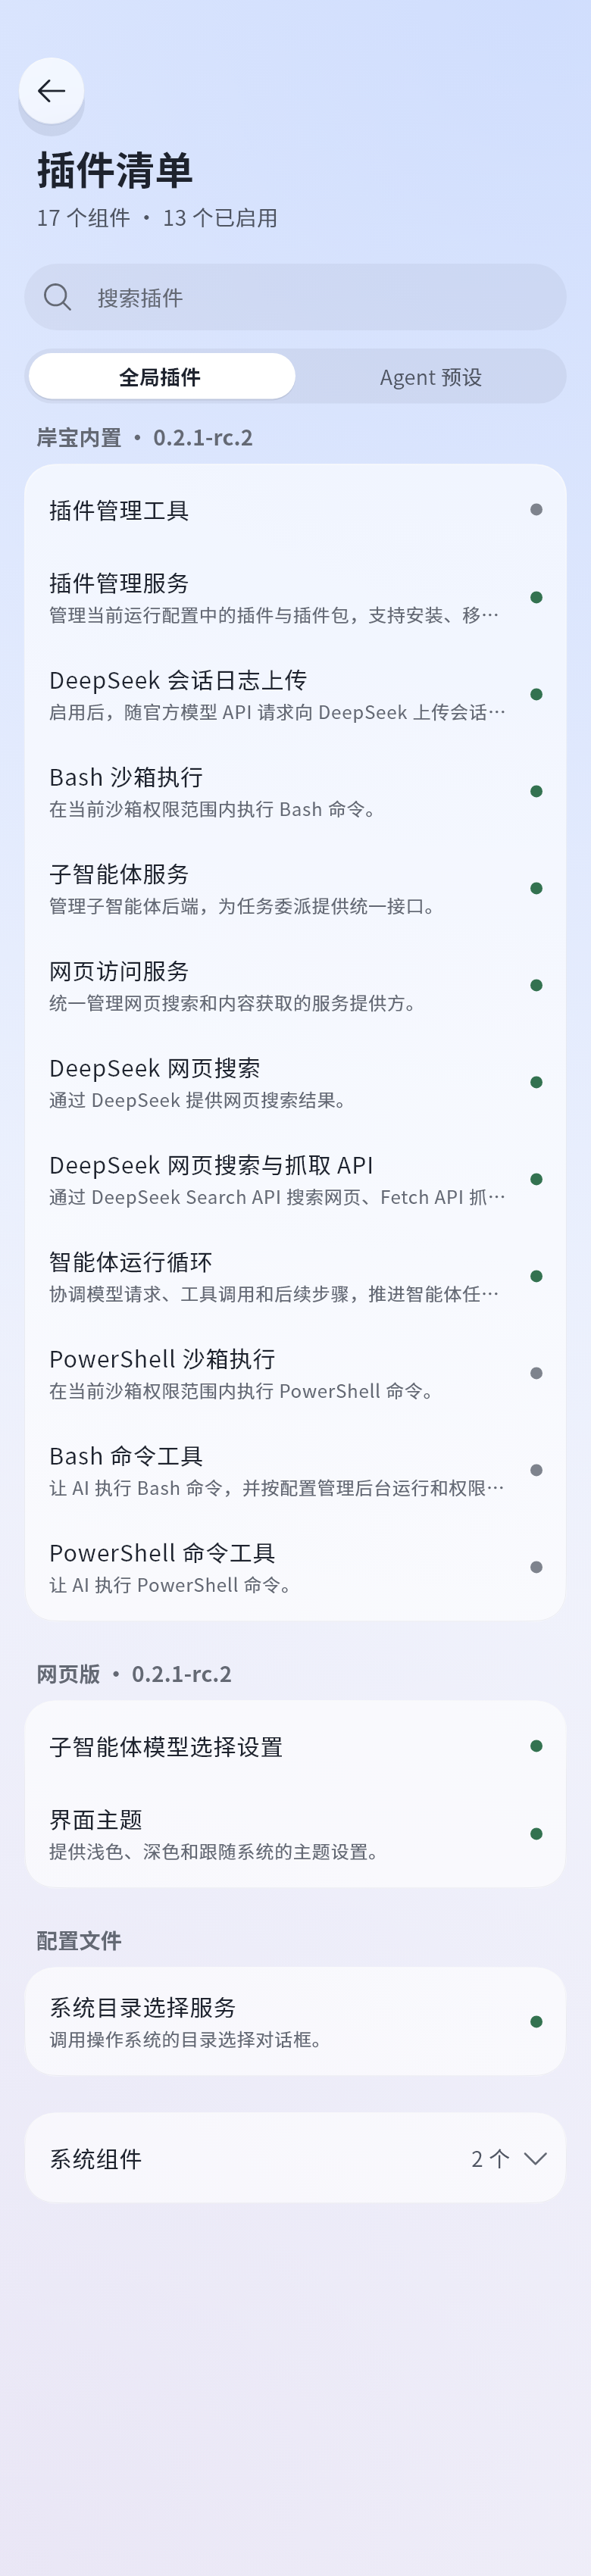 插件清单
17 个组件 • 13 个已启用
搜索插件
全局插件
Agent 预设
岸宝内置 • 0.2.1-rc.2
插件管理工具
插件管理服务
管理当前运行配置中的插件与插件包，支持安装、移…
DeepSeek 会话日志上传
启用后，随官方模型 API 请求向 DeepSeek 上传会话…
Bash 沙箱执行
在当前沙箱权限范围内执行 Bash 命令。
子智能体服务
管理子智能体后端，为任务委派提供统一接口。
网页访问服务
统一管理网页搜索和内容获取的服务提供方。
DeepSeek 网页搜索
通过 DeepSeek 提供网页搜索结果。
DeepSeek 网页搜索与抓取 API
通过 DeepSeek Search API 搜索网页、Fetch API 抓…
智能体运行循环
协调模型请求、工具调用和后续步骤，推进智能体任…
PowerShell 沙箱执行
在当前沙箱权限范围内执行 PowerShell 命令。
Bash 命令工具
让 AI 执行 Bash 命令，并按配置管理后台运行和权限…
PowerShell 命令工具
让 AI 执行 PowerShell 命令。
网页版 • 0.2.1-rc.2
子智能体模型选择设置
界面主题
提供浅色、深色和跟随系统的主题设置。
配置文件
系统目录选择服务
调用操作系统的目录选择对话框。
系统组件
2 个